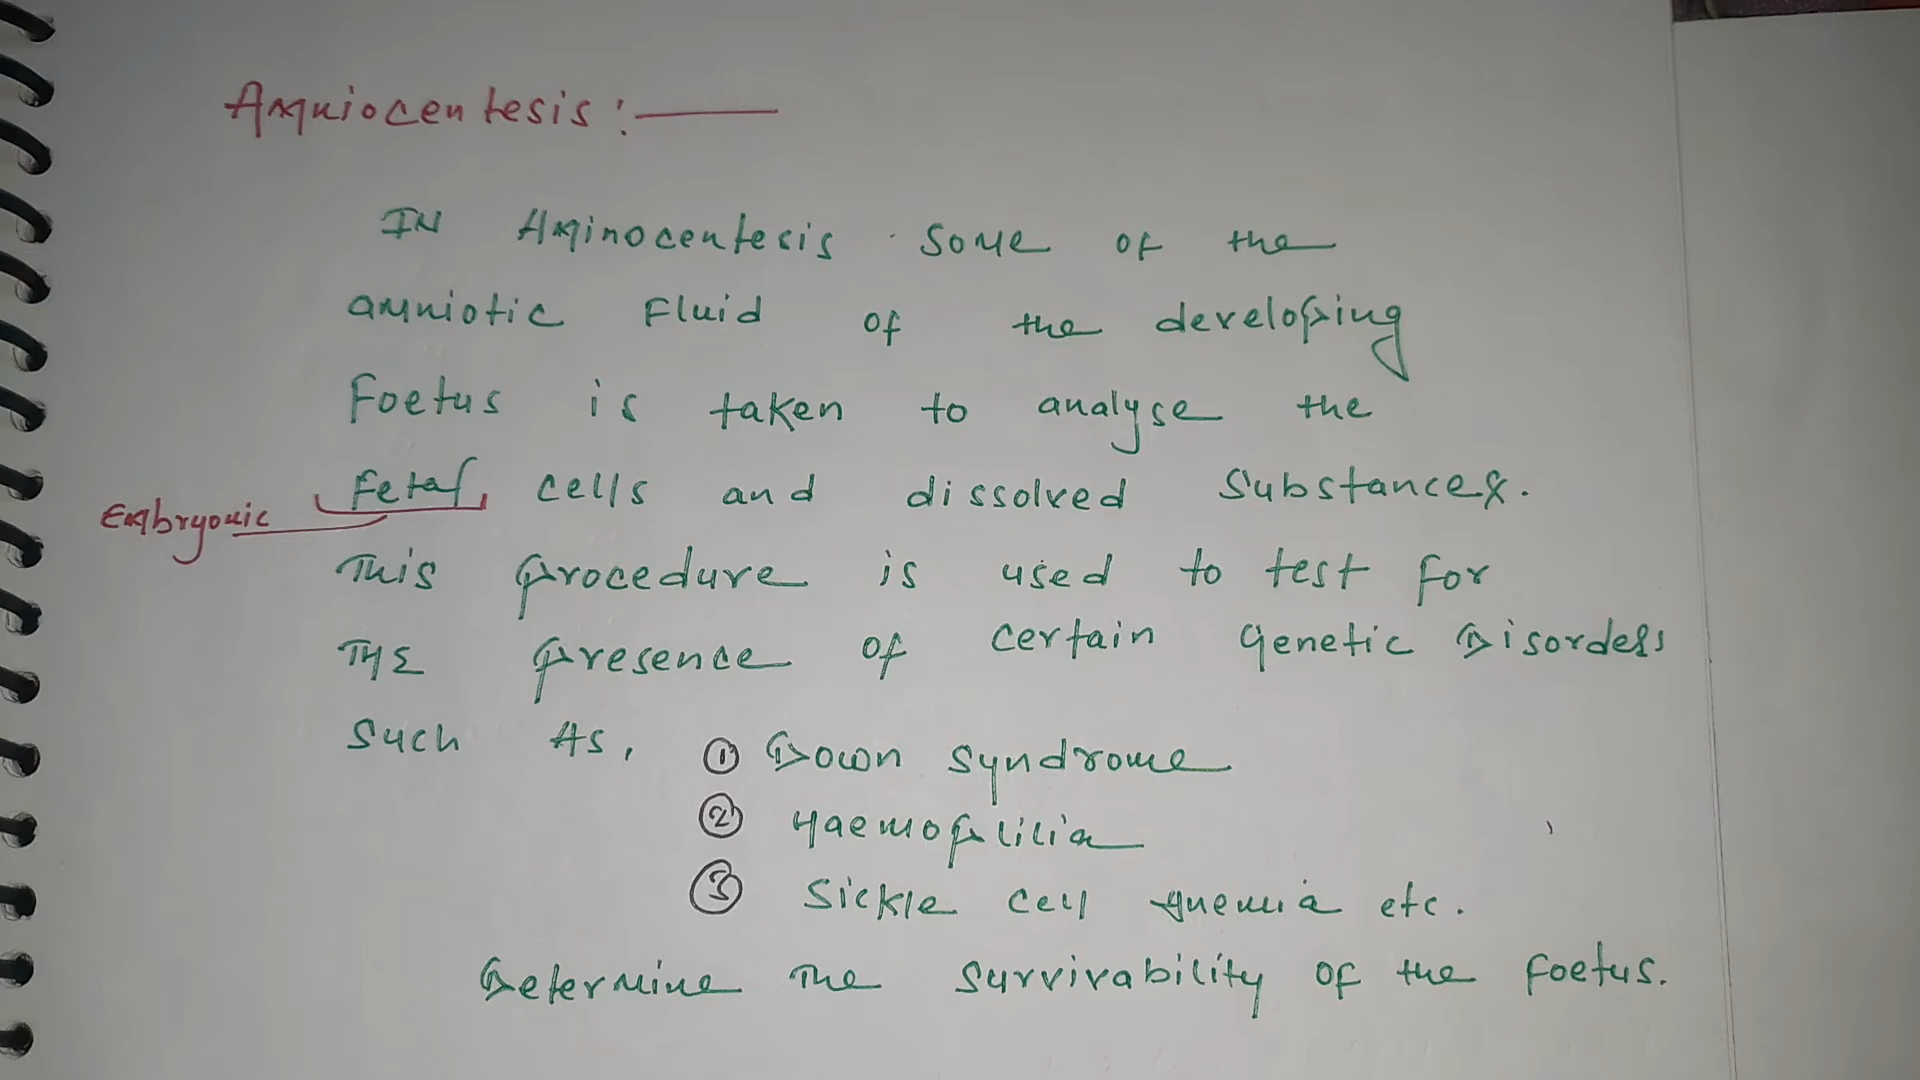 Amniocentesis :—
IN Aminocentesis some of the
amniotic Fluid of the developing
Foetus is taken to analyse the
Fetal cells and dissolved Substances.
Embryonic
This procedure is used to test for
THE presence of certain Genetic Disorders
Such As, ① Down syndrome
② Haemophilia
③ Sickle cell anemia etc.
Determine The survivability of the foetus.